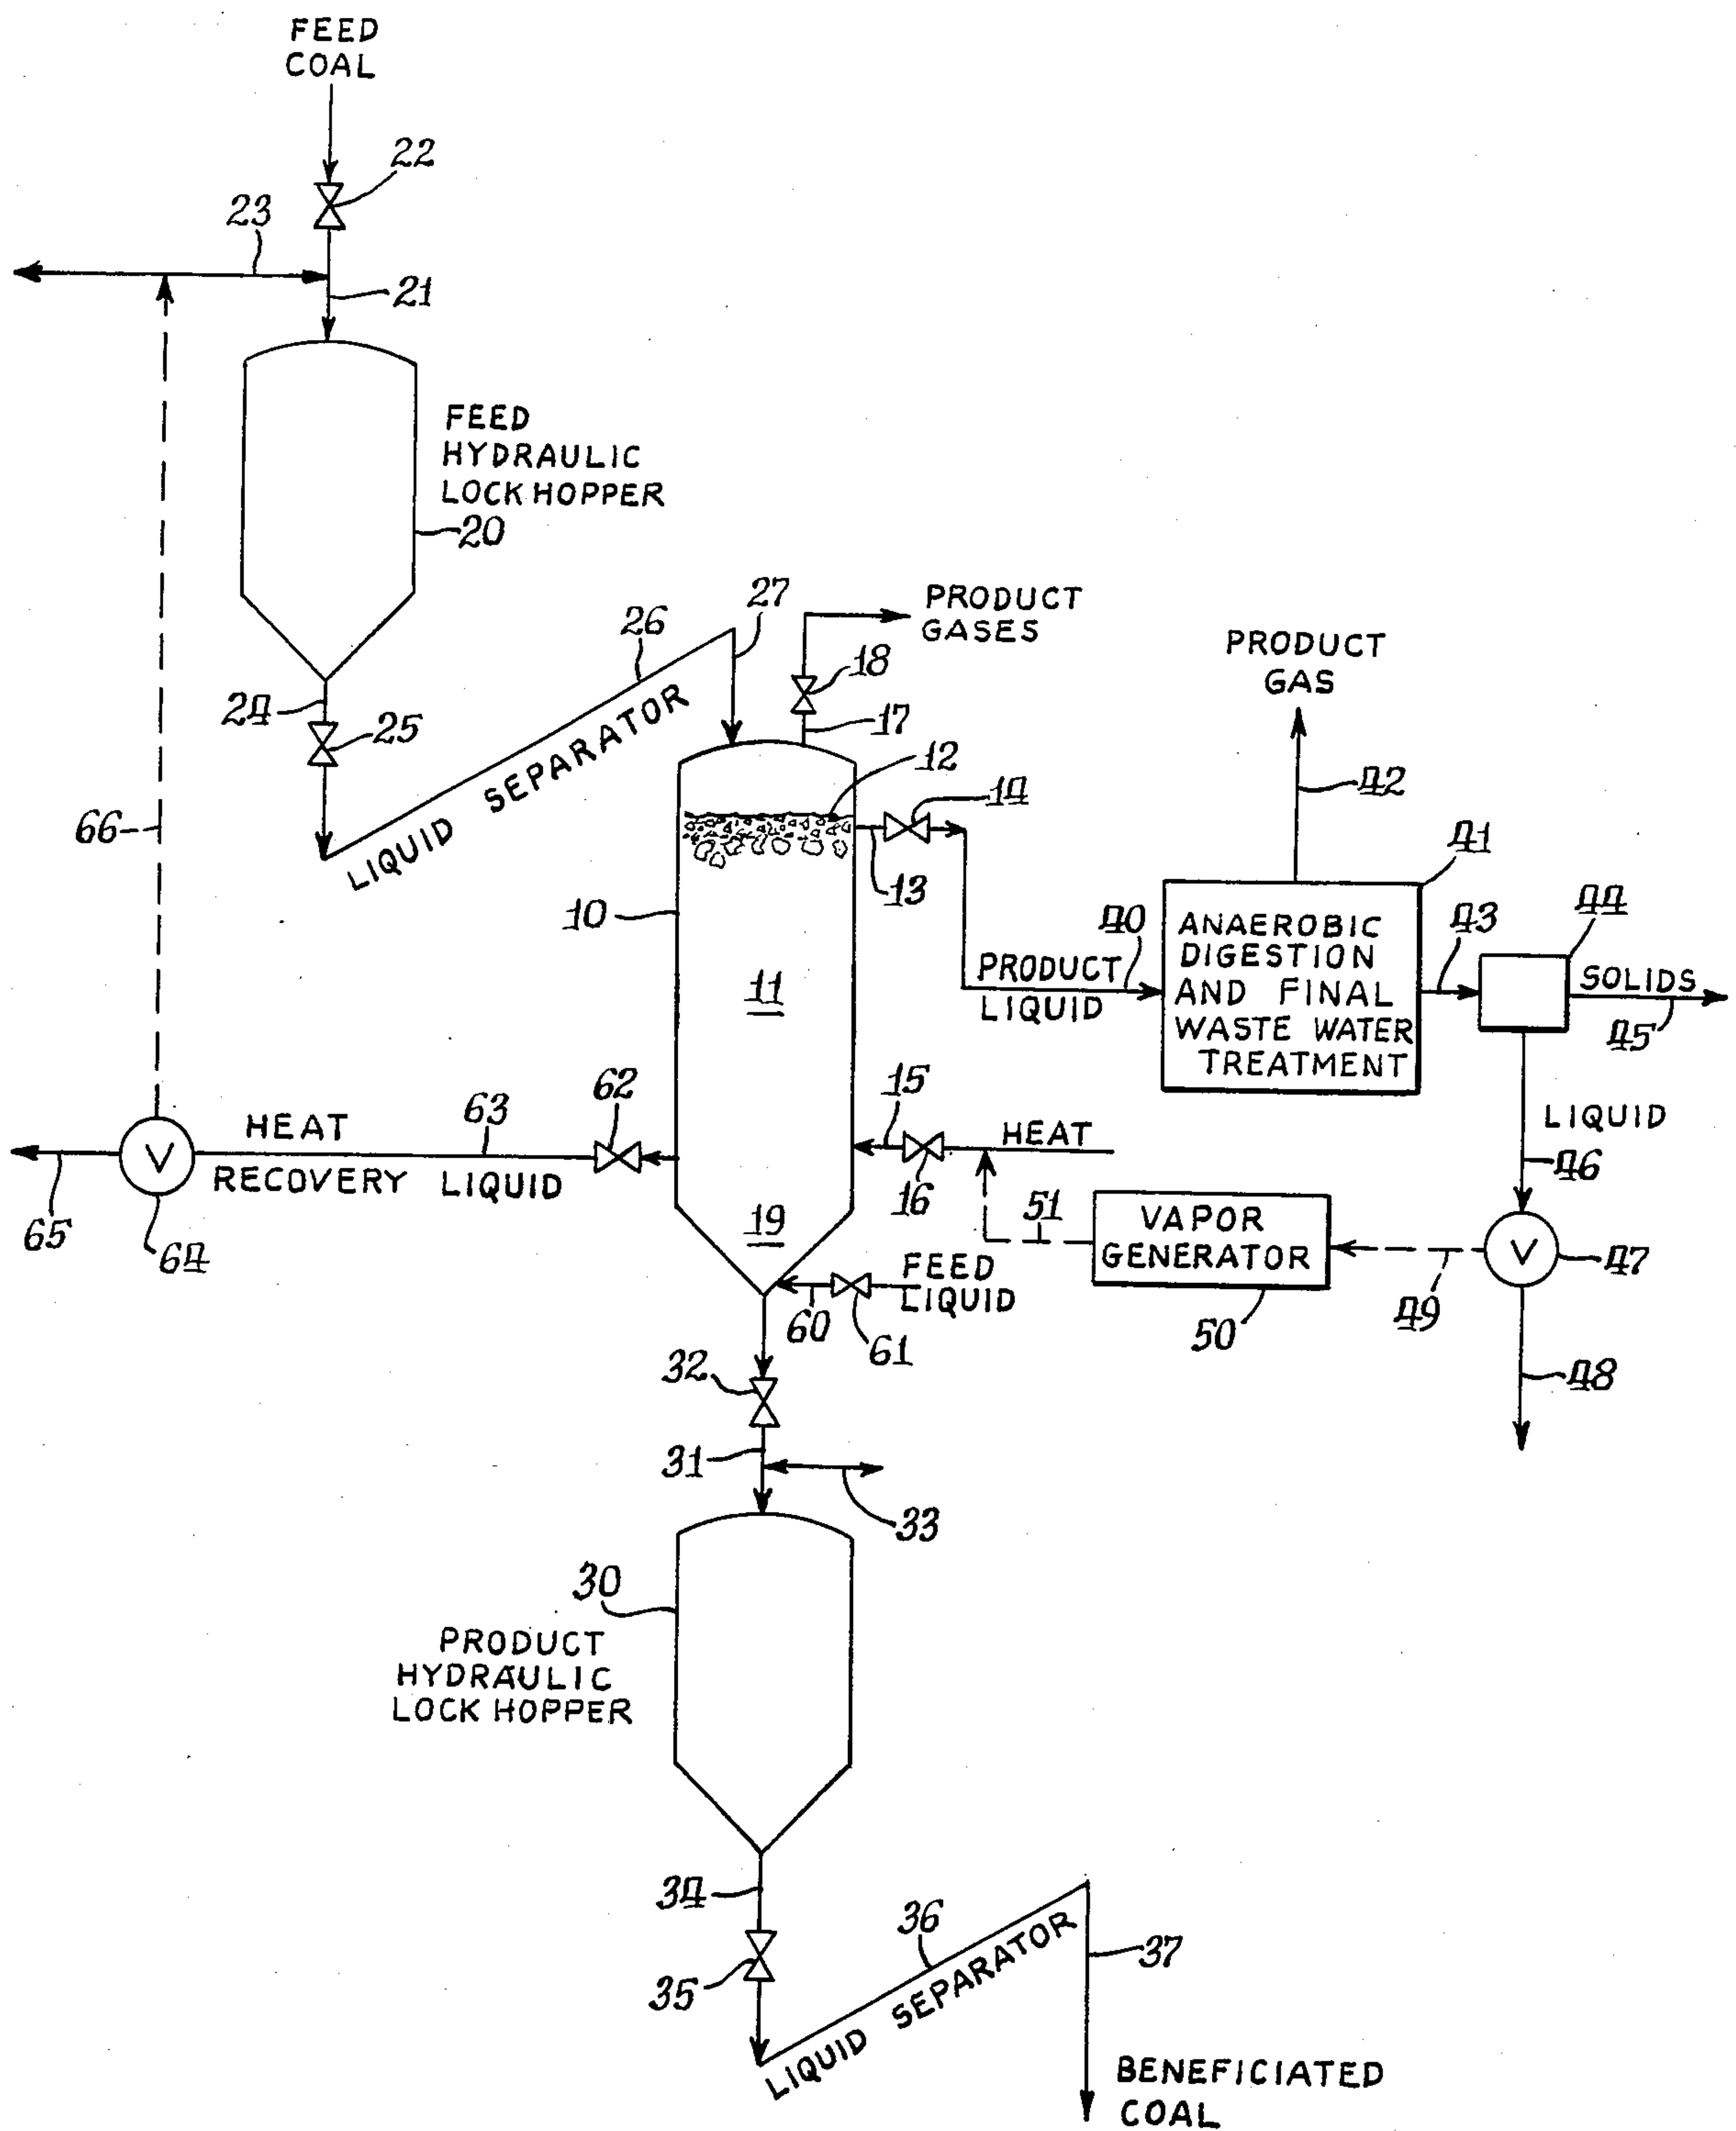 FEED
COAL
22
23
21
FEED
HYDRAULIC
LOCK HOPPER
20
27
26
PRODUCT
GASES
PRODUCT
GAS
18
24
25
17
LIQUID SEPARATOR
12
14
42
66
13
41
10
40
43
44
ANAEROBIC
DIGESTION
AND FINAL
WASTE WATER
TREATMENT
PRODUCT
LIQUID
SOLIDS
45
11
15
62
63
HEAT
RECOVERY LIQUID
HEAT
LIQUID
46
V
65
64
16
51
19
VAPOR
GENERATOR
V
47
FEED
LIQUID
60
61
50
49
32
48
31
33
30
PRODUCT
HYDRAULIC
LOCK HOPPER
34
36
37
35
LIQUID SEPARATOR
BENEFICIATED
COAL